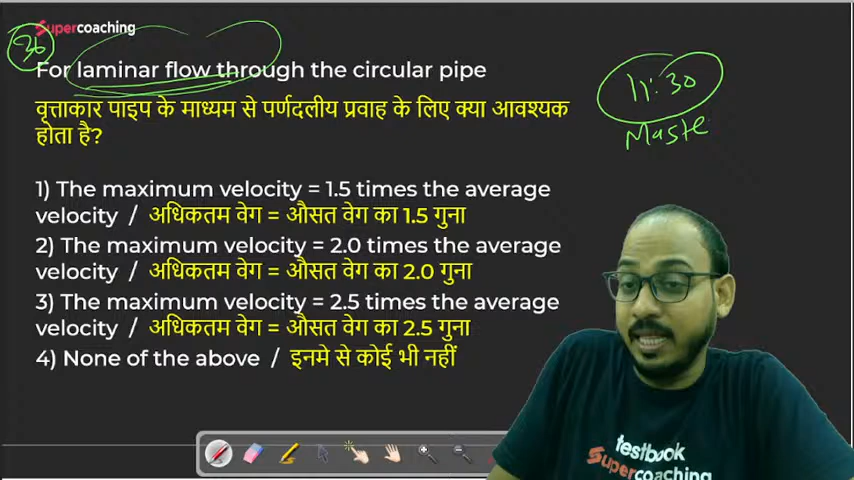 Supercoaching
36
For laminar flow through the circular pipe
11:30
Maste
वृत्ताकार पाइप के माध्यम से पर्णदलीय प्रवाह के लिए क्या आवश्यक
होता है?
1) The maximum velocity = 1.5 times the average
velocity / अधिकतम वेग = औसत वेग का 1.5 गुना
2) The maximum velocity = 2.0 times the average
velocity / अधिकतम वेग = औसत वेग का 2.0 गुना
3) The maximum velocity = 2.5 times the average
velocity / अधिकतम वेग = औसत वेग का 2.5 गुना
4) None of the above / इनमे से कोई भी नहीं
testbook
Supercoaching